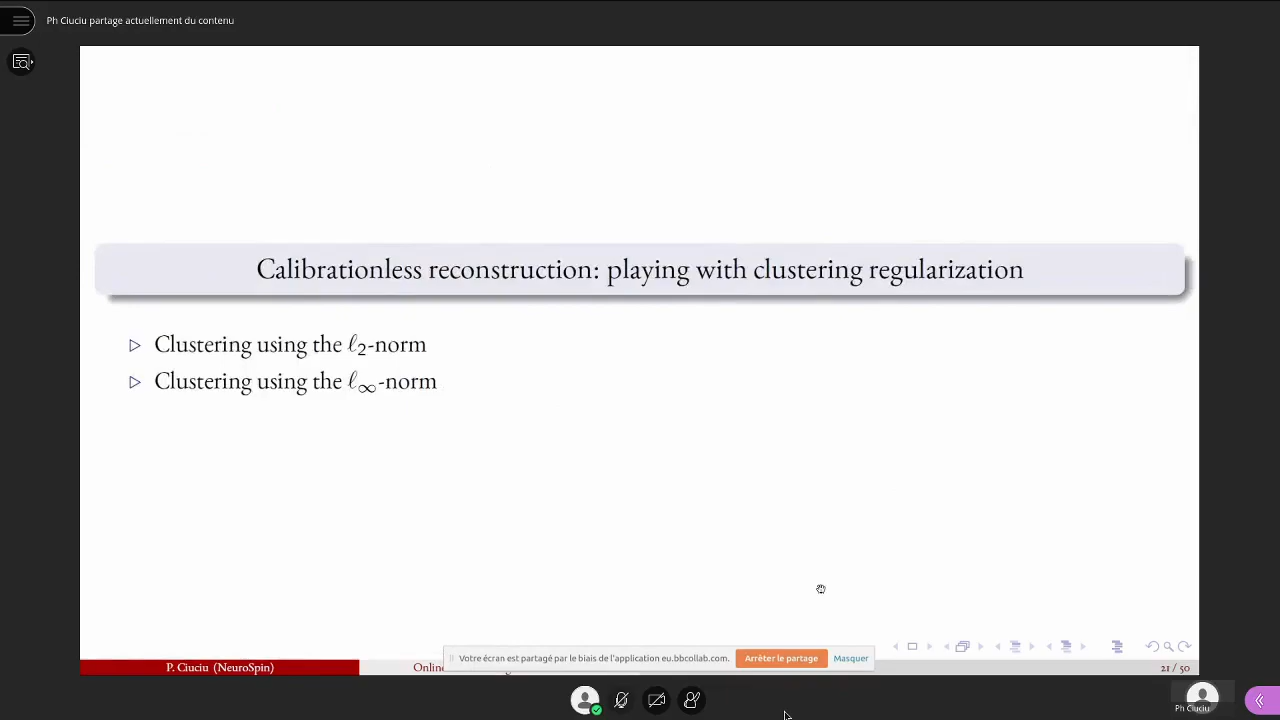 Ph Ciuciu partage actuellement du contenu
Calibrationless reconstruction: playing with clustering regularization
▷ Clustering using the ℓ₂-norm
▷ Clustering using the ℓ∞-norm
Votre écran est partagé par le biais de l'application eu.bbcollab.com. Arrêter le partage Masquer
P. Ciuciu (NeuroSpin) Onlin 21 / 50
Ph Ciuciu